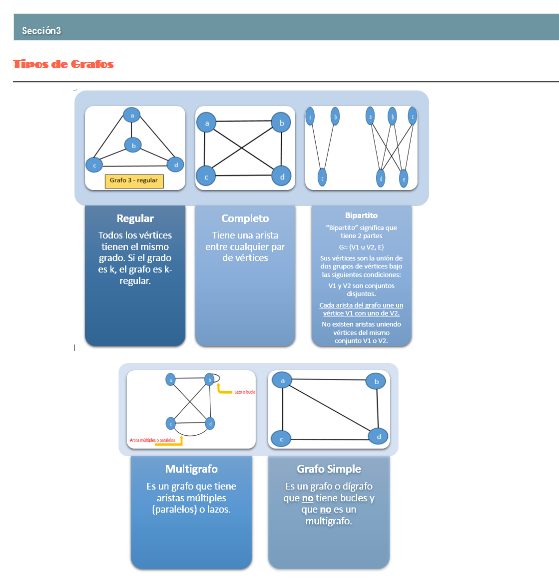 Sección3
Tipos de Grafos
a
b
c
d
Grafo 3 - regular
a
b
c
d
Regular
Todos los vértices
tienen el mismo
grado. Si el grado
es k, el grafo es k-
regular.
Completo
Tiene una arista
entre cualquier par
de vértices
Bipartito
"Bipartito" significa que
tiene 2 partes
G= (V1 u V2, E)
Sus vértices son la unión de
dos grupos de vértices bajo
las siguientes condiciones:
V1 y V2 son conjuntos
disjuntos.
Cada arista del grafo une un
vértice V1 con uno de V2.
No existen aristas uniendo
vértices del mismo
conjunto V1 o V2.
Lazo o bucle
Aristas múltiples o paralelos
a
b
c
d
Multigrafo
Es un grafo que tiene
aristas múltiples
(paralelos) o lazos.
Grafo Simple
Es un grafo o dígrafo
que no tiene bucles y
que no es un
multigrafo.